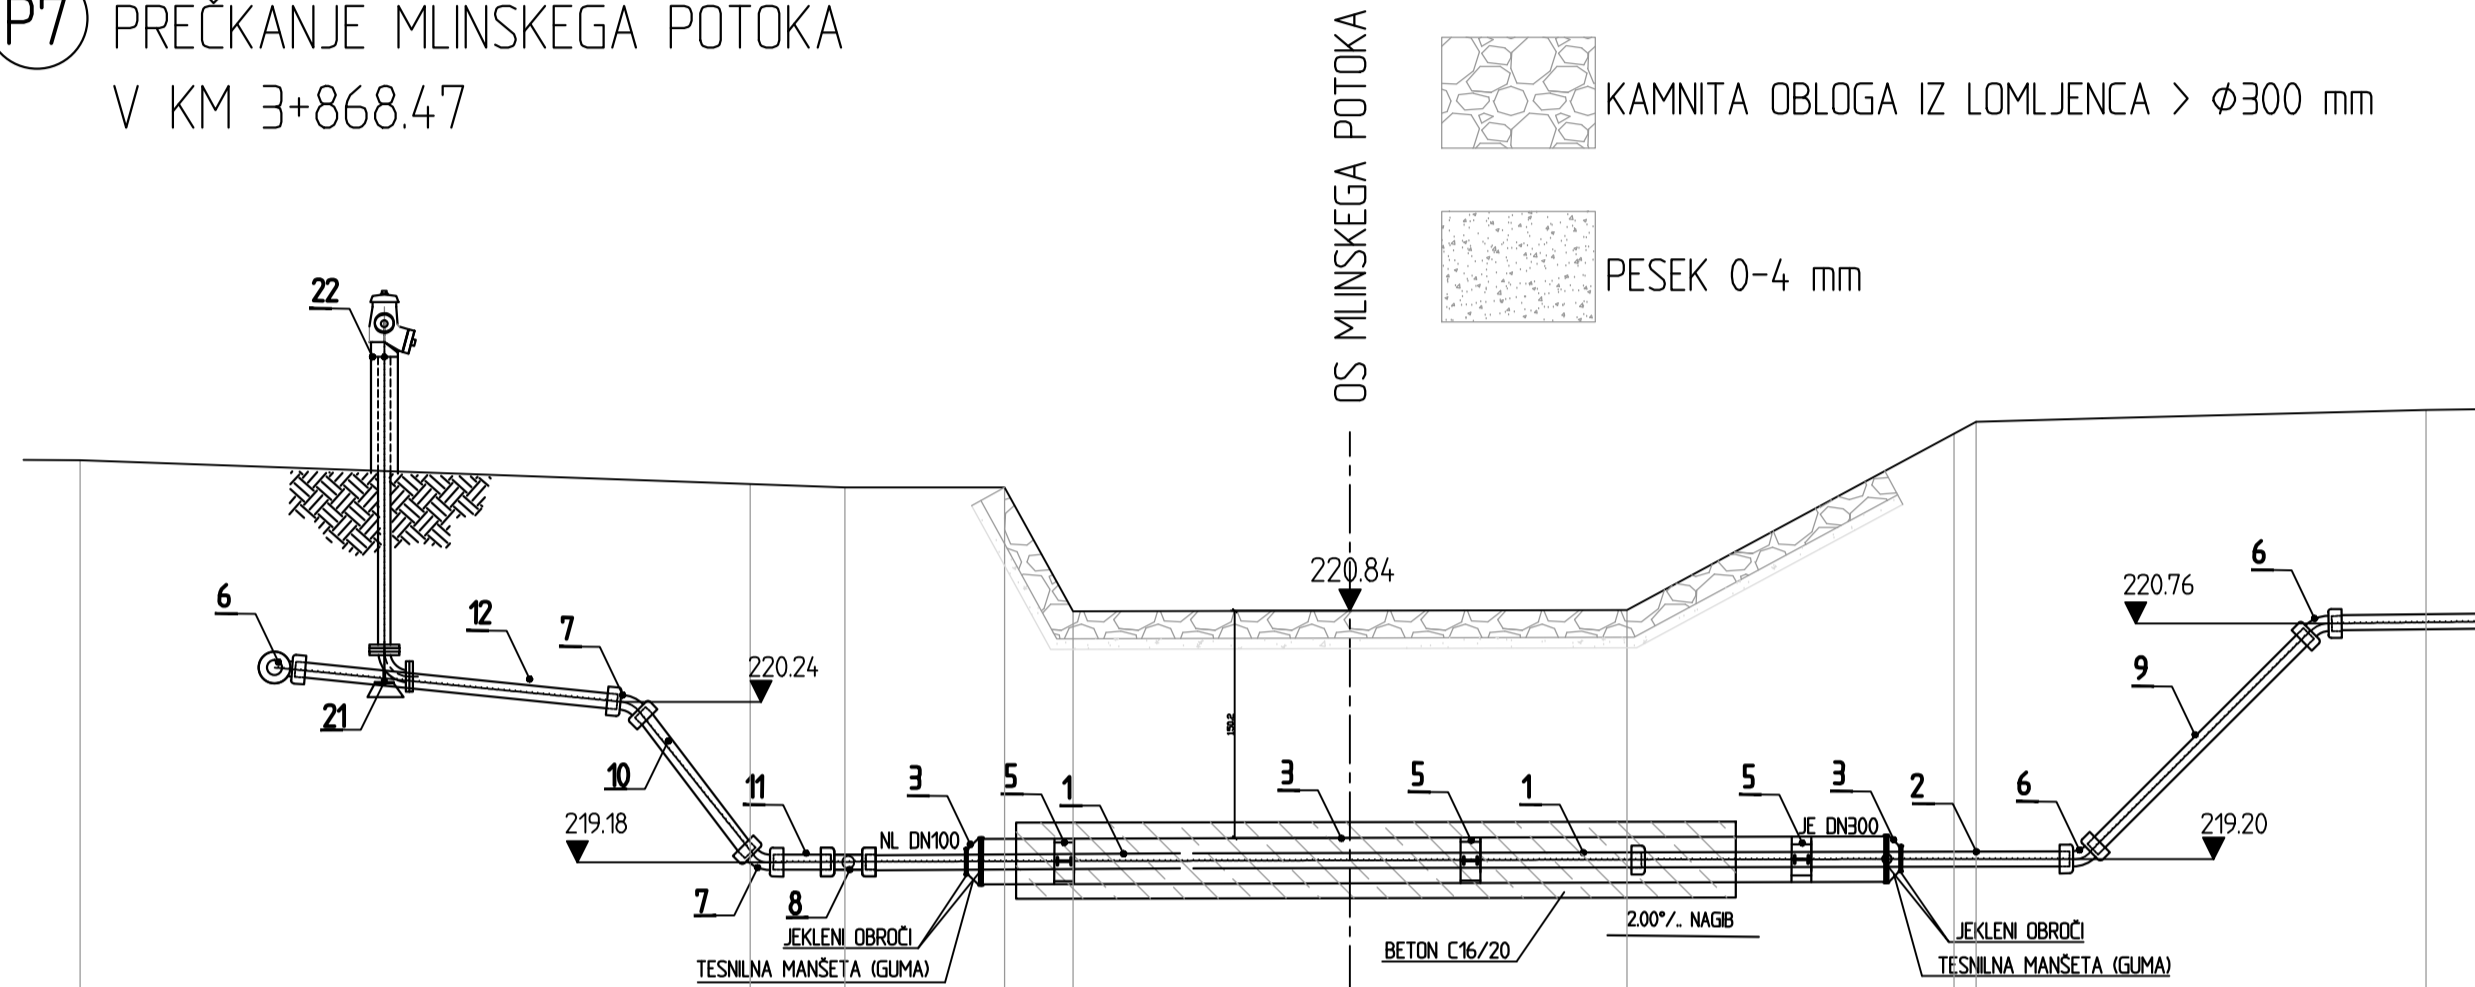 P7 PREČKANJE MLINSKEGA POTOKA
V KM 3+868.47
OS MLINSKEGA POTOKA
KAMNITA OBLOGA IZ LOMLJENCA > Φ300 mm
PESEK 0-4 mm
22
6
12
7
220.24
21
10
11
219.18
7
8
NL DN100
3
5
1
3
220.84
150.2
5
1
5
3
JE DN300
2
6
220.76
6
9
219.20
JEKLENI OBROČI
TESNILNA MANŠETA (GUMA)
BETON C16/20
2.00°/.. NAGIB
JEKLENI OBROČI
TESNILNA MANŠETA (GUMA)